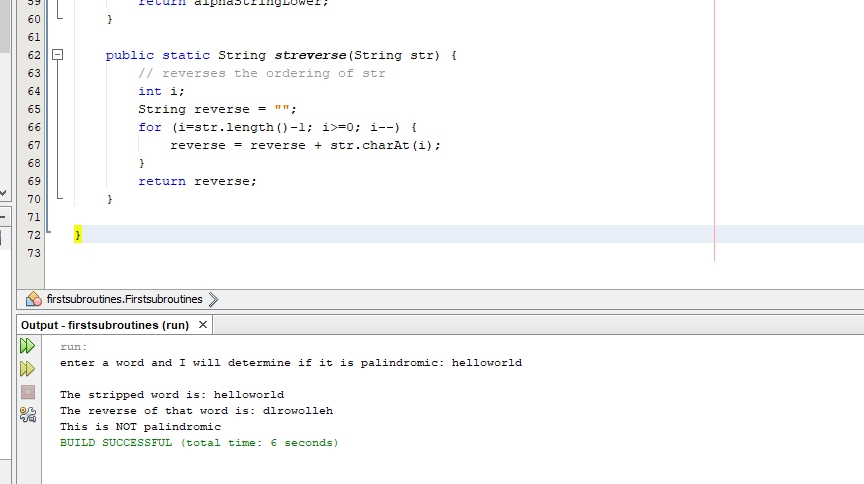 59 return alphaStringLower;
60 }
61
62 public static String streverse(String str) {
63 // reverses the ordering of str
64 int i;
65 String reverse = "";
66 for (i=str.length()-1; i>=0; i--) {
67 reverse = reverse + str.charAt(i);
68 }
69 return reverse;
70 }
71
72 }
73
firstsubroutines.Firstsubroutines
Output - firstsubroutines (run)
run:
enter a word and I will determine if it is palindromic: helloworld
The stripped word is: helloworld
The reverse of that word is: dlrowolleh
This is NOT palindromic
BUILD SUCCESSFUL (total time: 6 seconds)